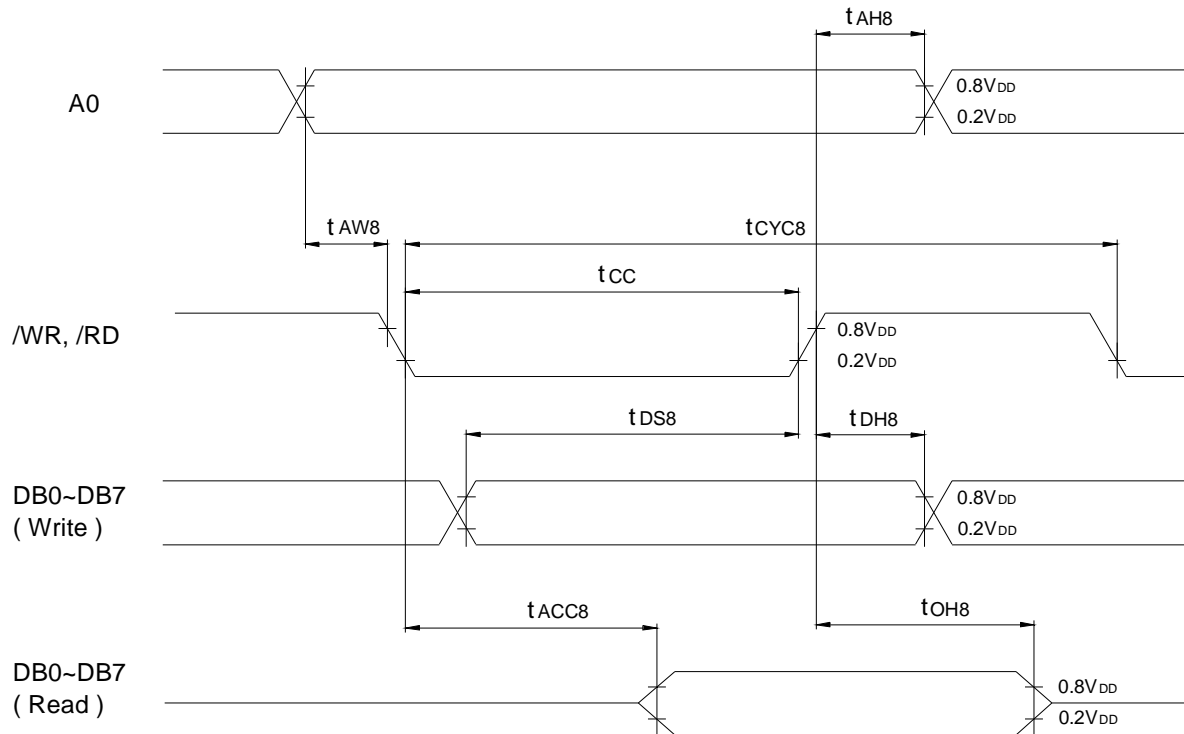 tAH8
A0
0.8VDD
0.2VDD
tAW8
tCYC8
tCC
/WR, /RD
0.8VDD
0.2VDD
tDS8
tDH8
DB0~DB7
( Write )
0.8VDD
0.2VDD
tACC8
tOH8
DB0~DB7
( Read )
0.8VDD
0.2VDD